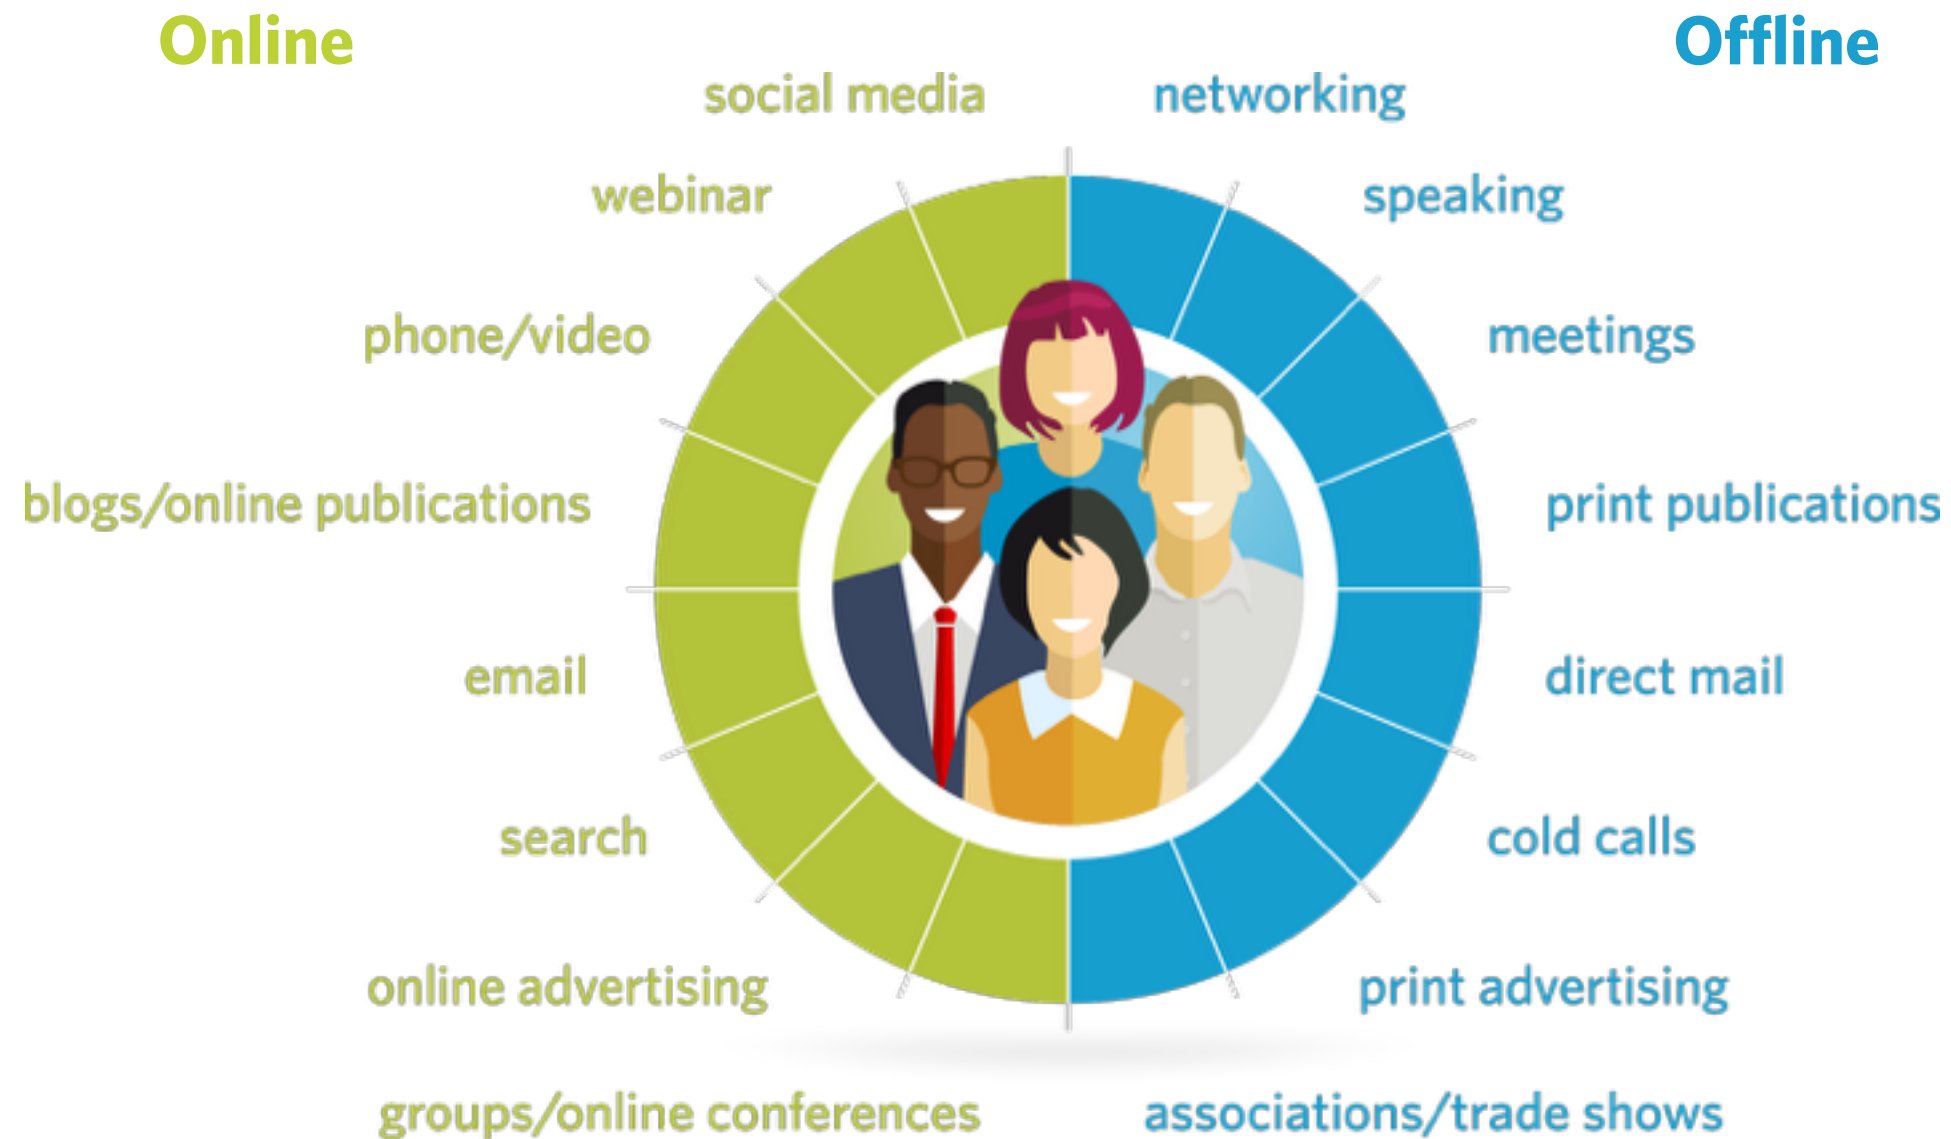 Online
Offline
social media
networking
webinar
speaking
phone/video
meetings
blogs/online publications
print publications
email
direct mail
search
cold calls
online advertising
print advertising
groups/online conferences
associations/trade shows